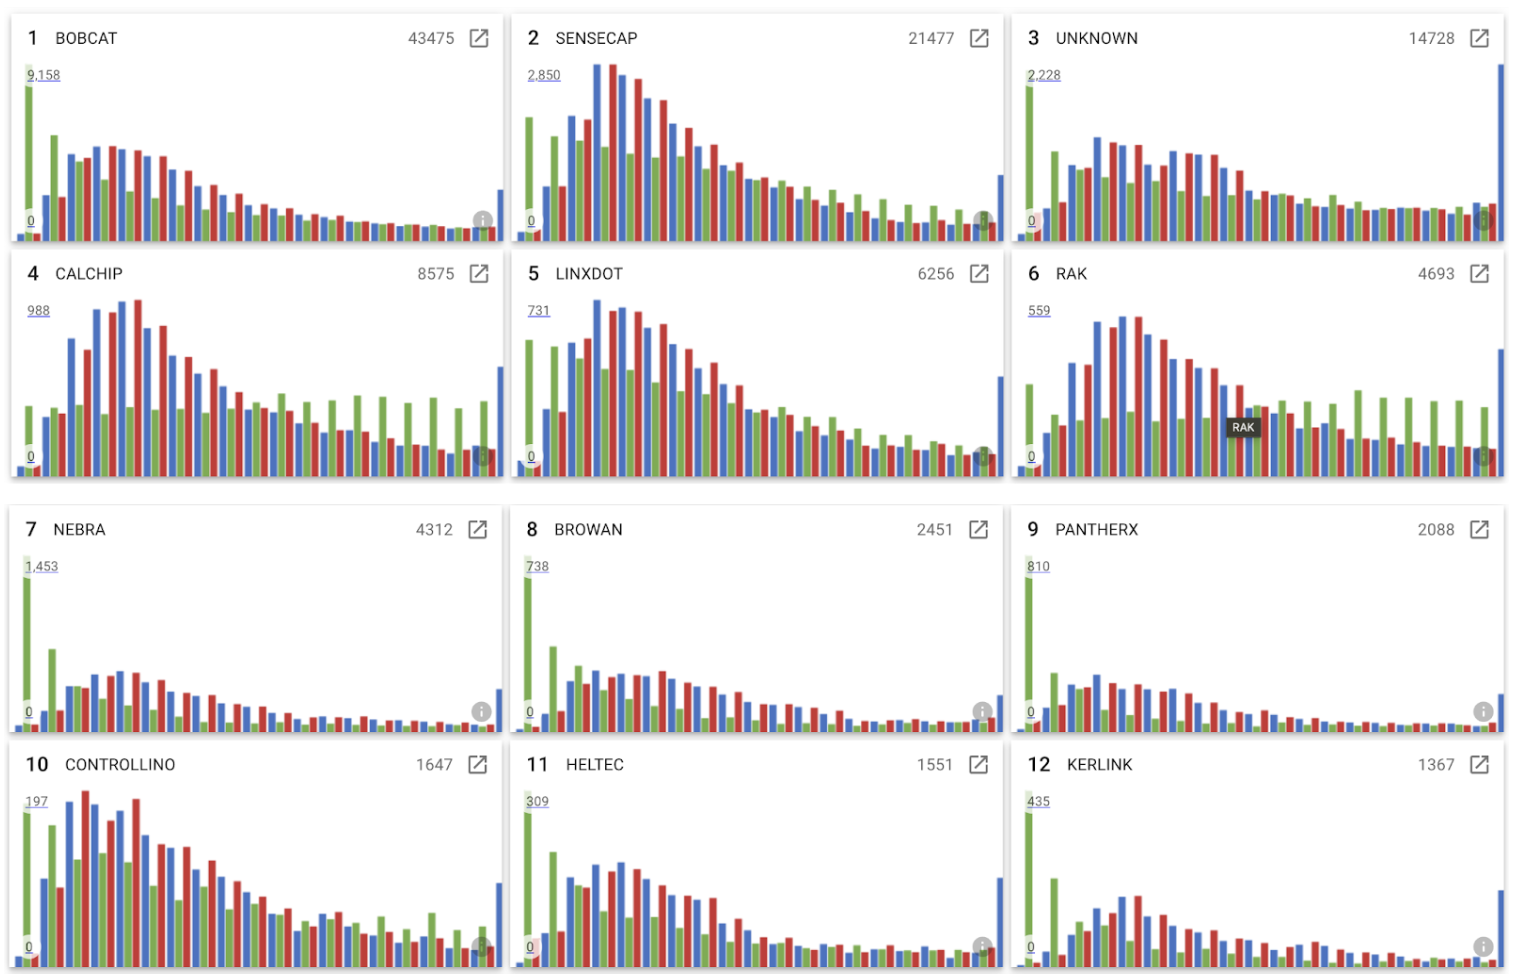 1 BOBCAT 43475
9,158
0
2 SENSECAP 21477
2,850
0
3 UNKNOWN 14728
2,228
0
4 CALCHIP 8575
988
0
5 LINXDOT 6256
731
0
6 RAK 4693
559
RAK
0
7 NEBRA 4312
1,453
0
8 BROWAN 2451
738
0
9 PANTHERX 2088
810
0
10 CONTROLLINO 1647
197
0
11 HELTEC 1551
309
0
12 KERLINK 1367
435
0